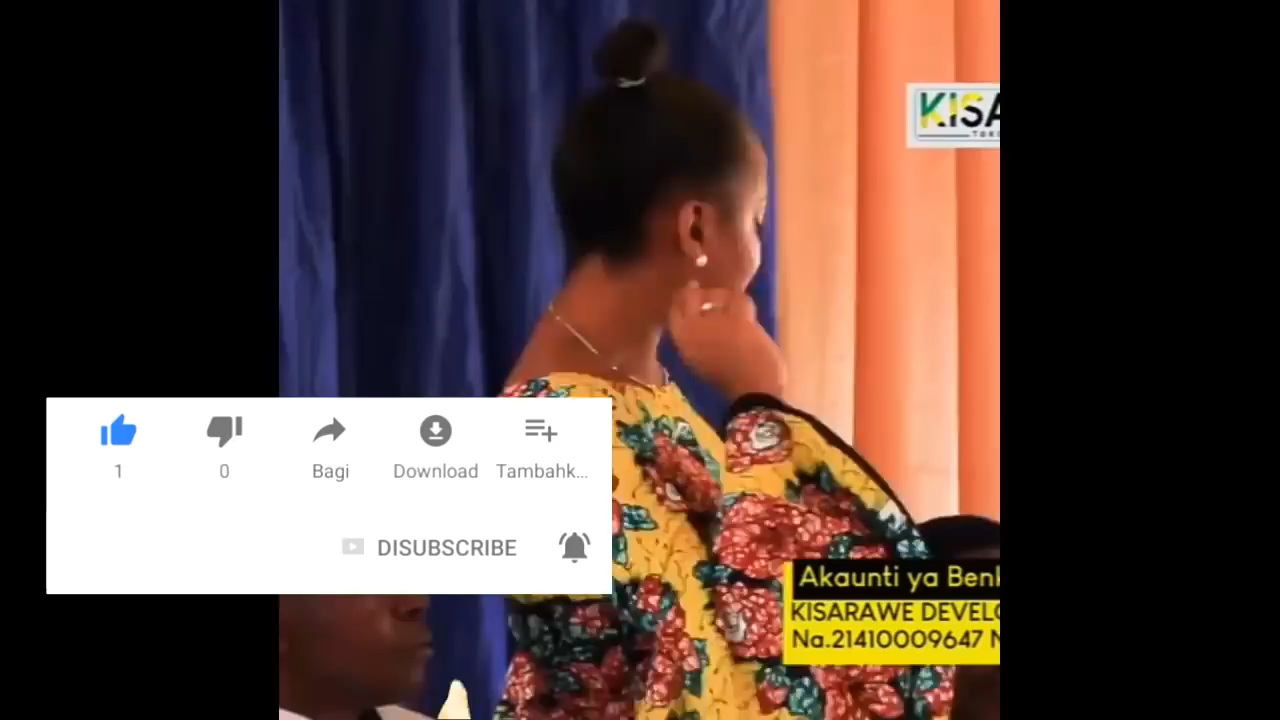 KISA
1
0
Bagi
Download
Tambahk...
DISUBSCRIBE
Akaunti ya Benk
KISARAWE DEVELO
Na.21410009647 N